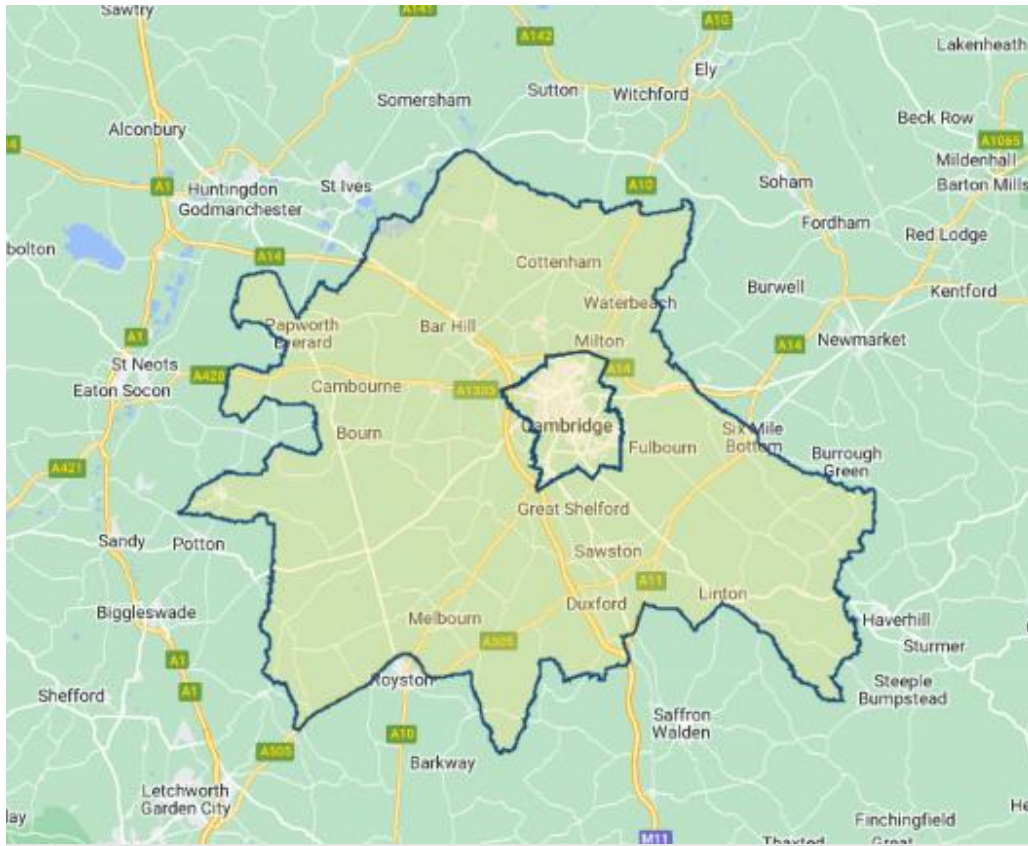 Sawtry
A141
A142
A10
Lakenheath
Ely
Sutton
Witchford
Somersham
Beck Row
Alconbury
A1065
Mildenhall
Barton Mills
A1
Huntingdon
St Ives
A10
Soham
Godmanchester
Fordham
Red Lodge
bolton
A14
Cottenham
Burwell
Kentford
Waterbeach
Papworth
Everard
Bar Hill
A1
Milton
A14
Newmarket
St Neots
A14
Eaton Socon
A428
Cambourne
A1303
Cambridge
Six Mile
Bottom
Bourn
Fulbourn
Burrough
Green
A421
Great Shelford
Sandy
Potton
Sawston
A11
Linton
Biggleswade
Melbourn
Duxford
Haverhill
A505
Sturmer
A1
Royston
Steeple
Bumpstead
Shefford
A1
Saffron
Walden
A505
A10
Barkway
Letchworth
Garden City
lay
He
Finchingfield
M11
Thaxted
Great